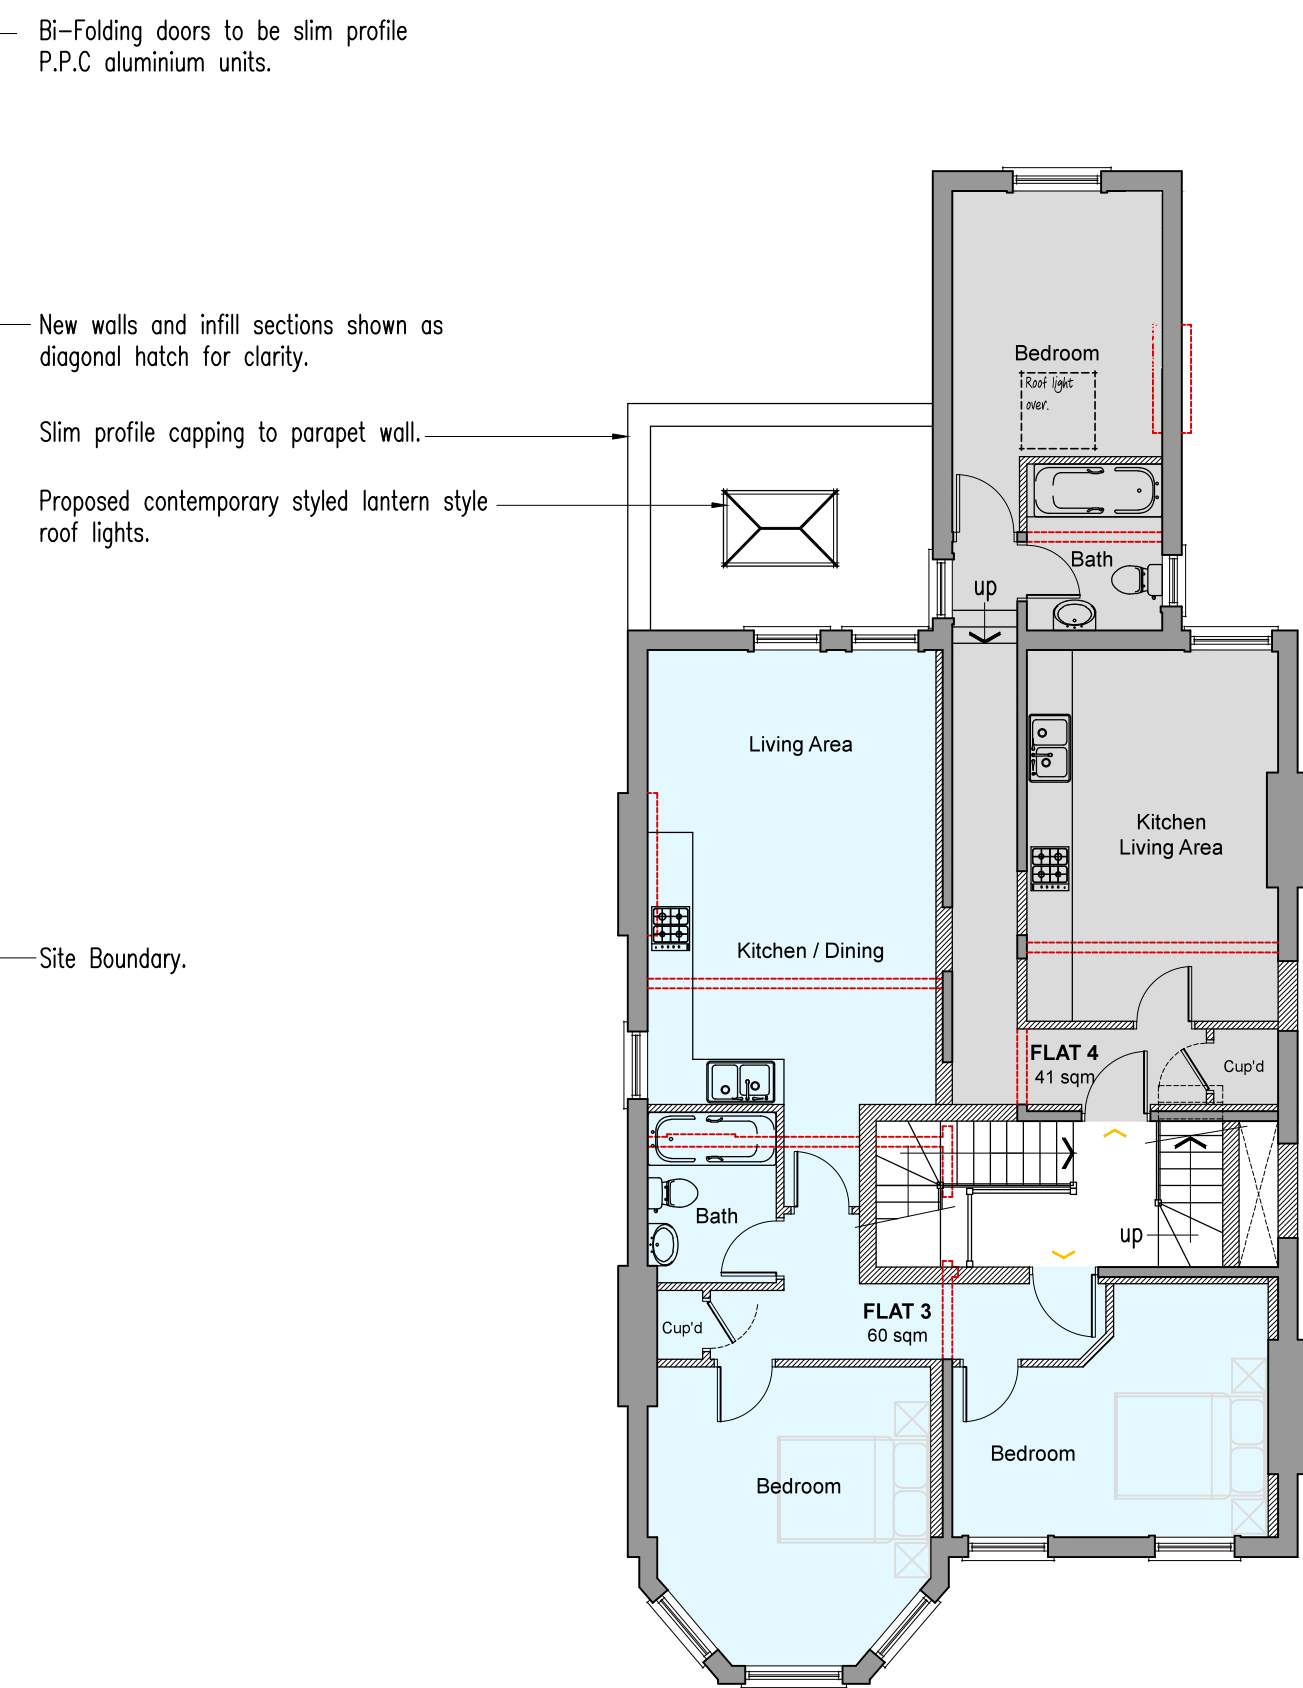 Bi-Folding doors to be slim profile
P.P.C aluminium units.
New walls and infill sections shown as
diagonal hatch for clarity.
Slim profile capping to parapet wall.
Proposed contemporary styled lantern style
roof lights.
Site Boundary.
Bedroom
Roof light
over.
Bath
up
Living Area
Kitchen
Living Area
Kitchen / Dining
FLAT 4
41 sqm
Cup'd
Bath
up
FLAT 3
60 sqm
Cup'd
Bedroom
Bedroom